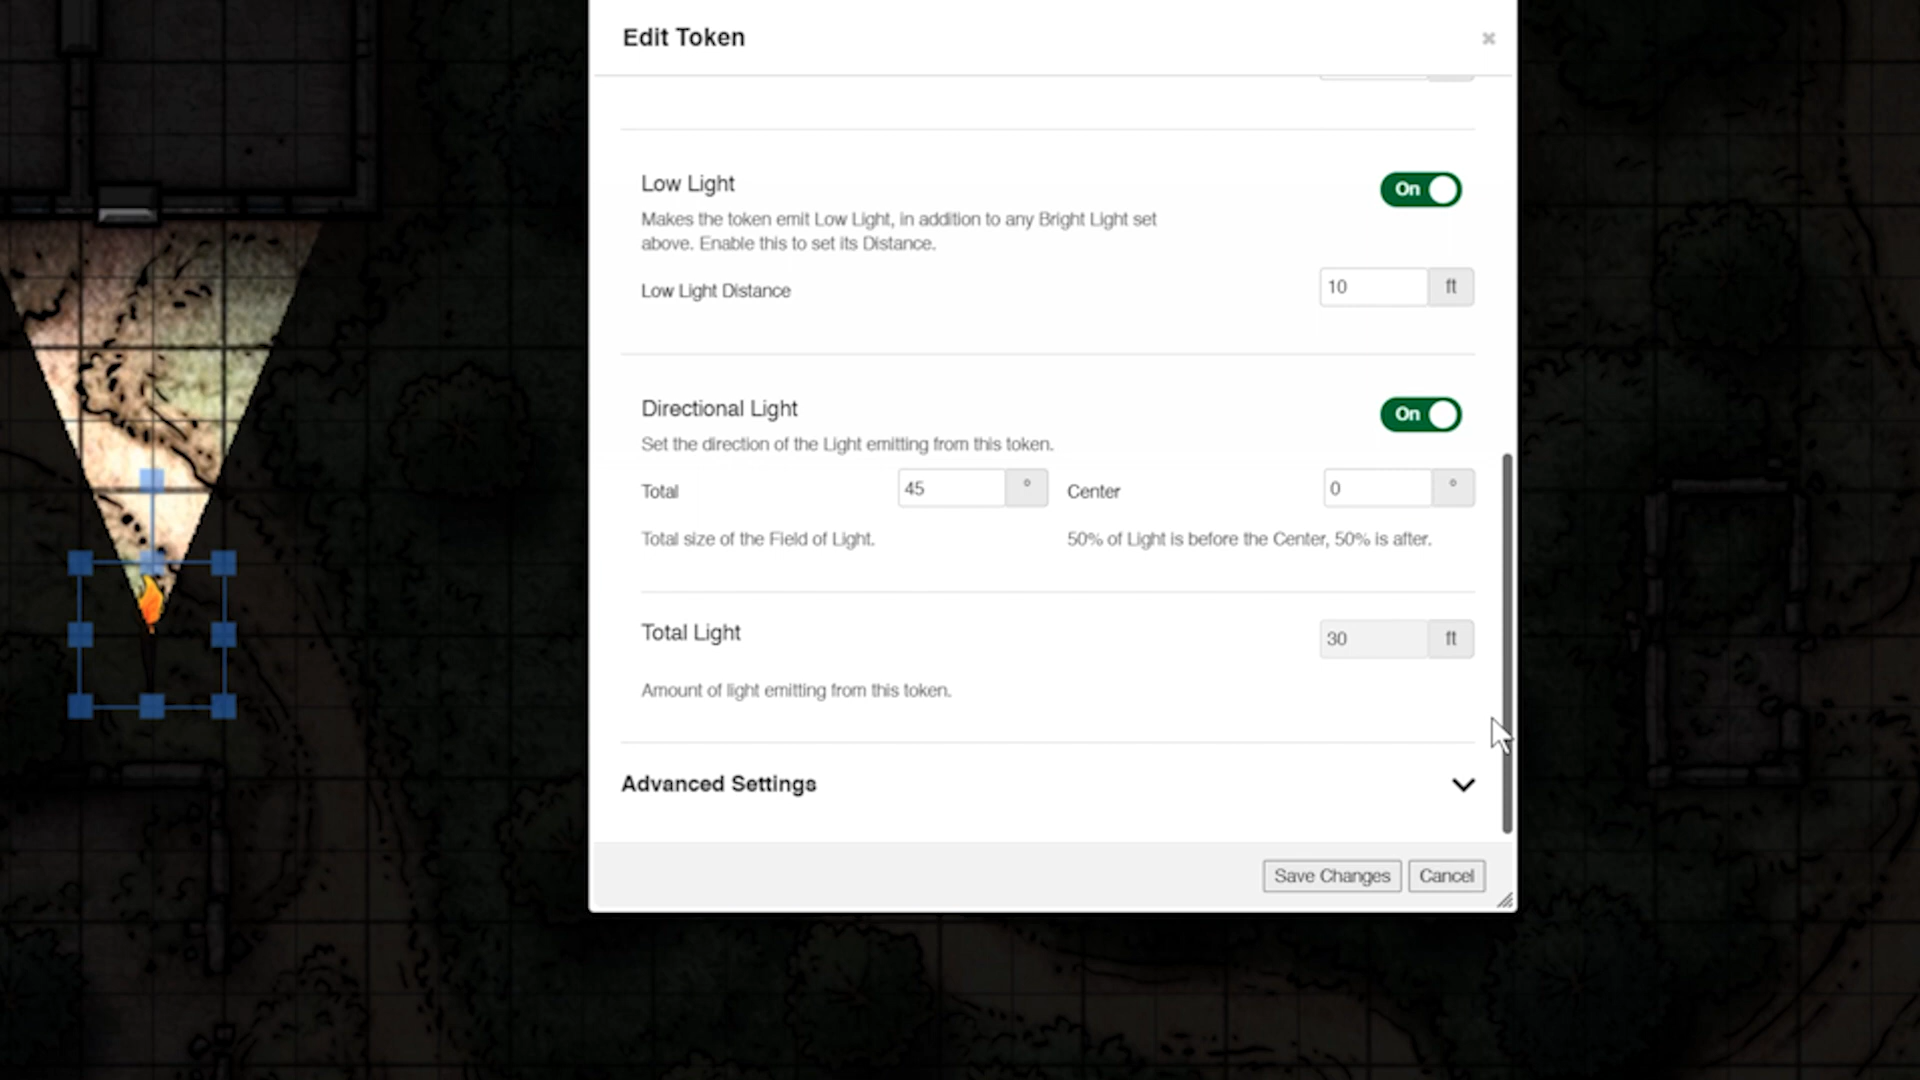 Edit Token
×
Low Light
On
Makes the token emit Low Light, in addition to any Bright Light set
above. Enable this to set its Distance.
Low Light Distance
10 ft
Directional Light
On
Set the direction of the Light emitting from this token.
Total 45 ° Center 0 °
Total size of the Field of Light. 50% of Light is before the Center, 50% is after.
Total Light
30 ft
Amount of light emitting from this token.
Advanced Settings
Save Changes Cancel